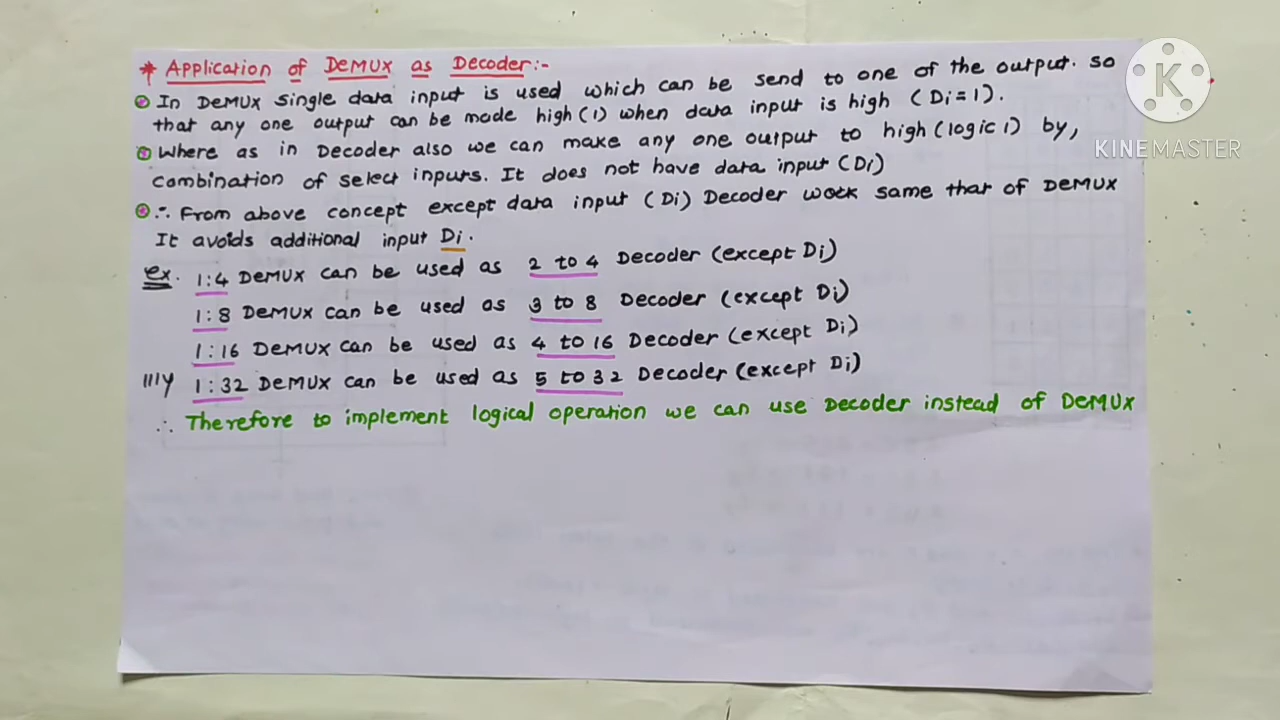 * Application of DeMUX as Decoder:-
In DeMUX single data input is used which can be send to one of the output. so
that any one output can be made high (1) when data input is high (Di=1).
Where as in Decoder also we can make any one output to high (logic 1) by,
combination of select inputs. It does not have data input (Di)
∴ From above concept except data input (Di) Decoder work same that of DeMUX
It avoids additional input Di.
ex. 1:4 DeMUX can be used as 2 to 4 Decoder (except Di)
1:8 DeMUX can be used as 3 to 8 Decoder (except Di)
1:16 DeMUX can be used as 4 to 16 Decoder (except Di)
111y 1:32 DeMUX can be used as 5 to 32 Decoder (except Di)
∴ Therefore to implement logical operation we can use Decoder instead of DeMUX
K
KINEMASTER